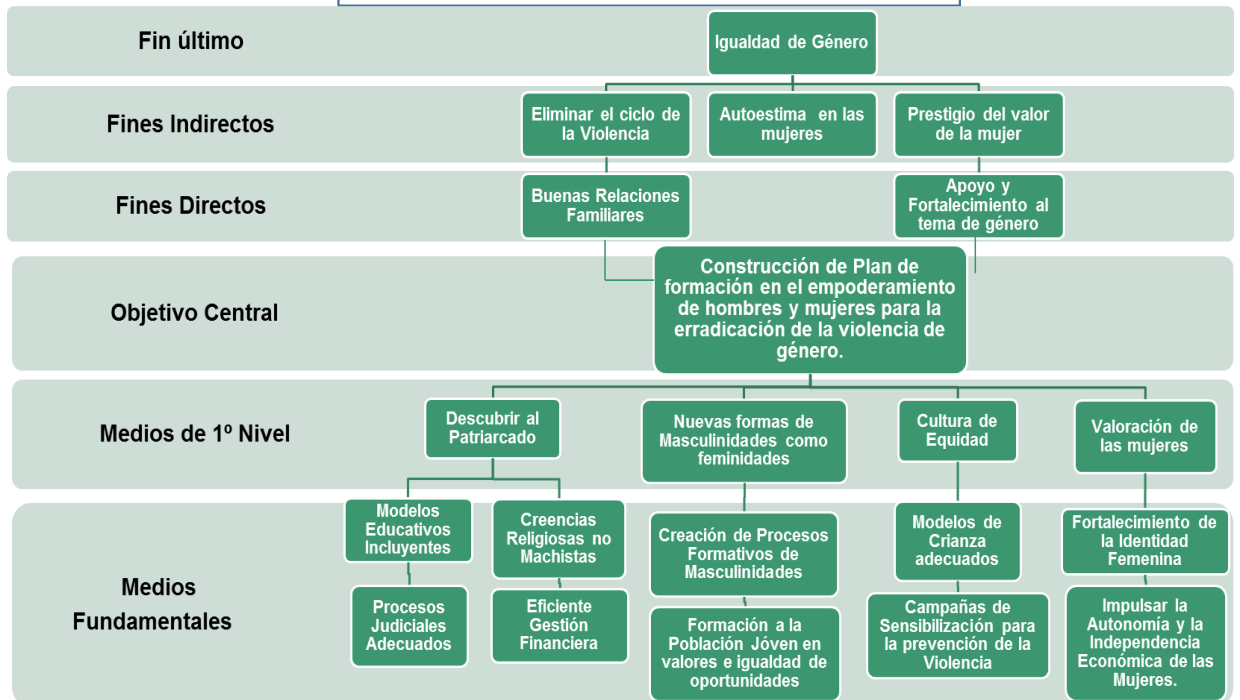 Fin último
Igualdad de Género
Fines Indirectos
Eliminar el ciclo de
la Violencia
Autoestima en las
mujeres
Prestigio del valor
de la mujer
Fines Directos
Buenas Relaciones
Familiares
Apoyo y
Fortalecimiento al
tema de género
Objetivo Central
Construcción de Plan de
formación en el empoderamiento
de hombres y mujeres para la
erradicación de la violencia de
género.
Medios de 1º Nivel
Descubrir al
Patriarcado
Nuevas formas de
Masculinidades como
feminidades
Cultura de
Equidad
Valoración de
las mujeres
Medios
Fundamentales
Modelos
Educativos
Incluyentes
Creencias
Religiosas no
Machistas
Creación de Procesos
Formativos de
Masculinidades
Modelos de
Crianza
adecuados
Fortalecimiento de
la Identidad
Femenina
Procesos
Judiciales
Adecuados
Eficiente
Gestión
Financiera
Formación a la
Población Jóven en
valores e igualdad de
oportunidades
Campañas de
Sensibilización para
la prevención de la
Violencia
Impulsar la
Autonomía y la
Independencia
Económica de las
Mujeres.